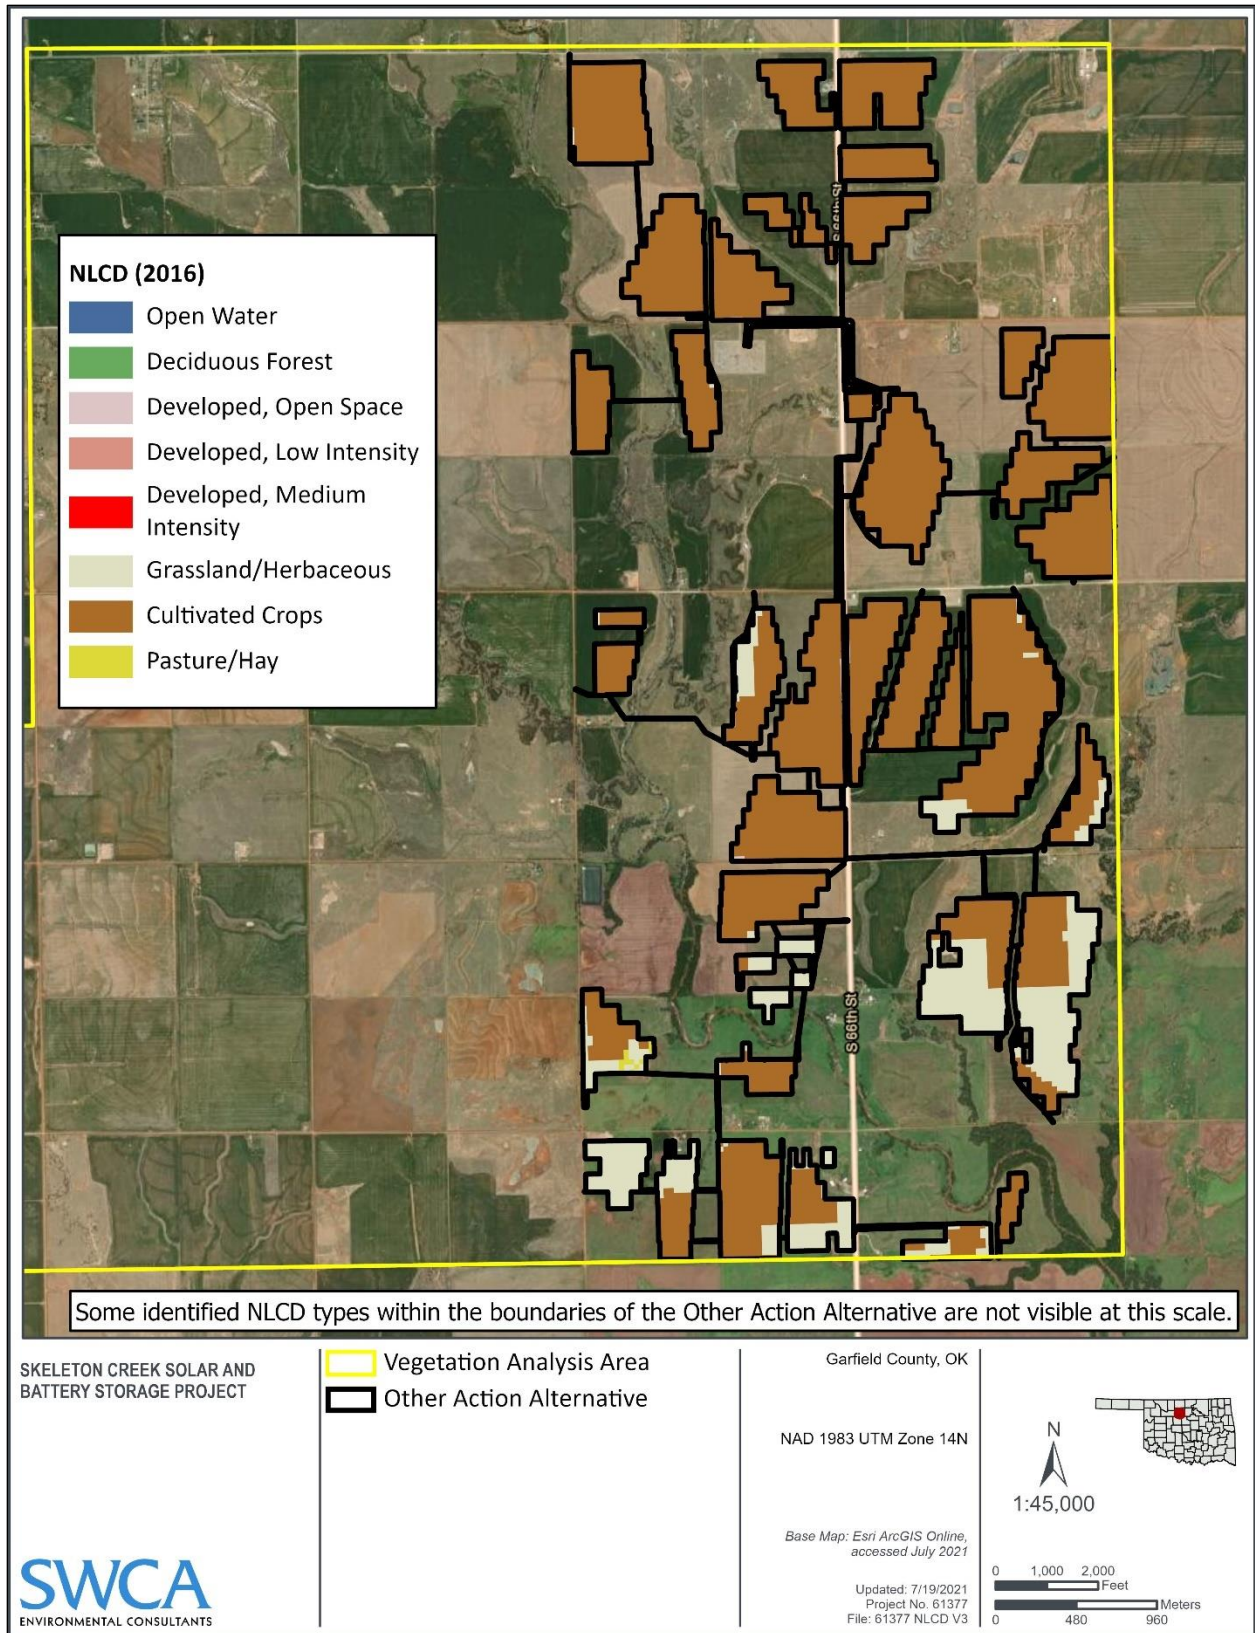 S 66th St
NLCD (2016)
Open Water
Deciduous Forest
Developed, Open Space
Developed, Low Intensity
Developed, Medium
Intensity
Grassland/Herbaceous
Cultivated Crops
Pasture/Hay
S 66th St
Some identified NLCD types within the boundaries of the Other Action Alternative are not visible at this scale.
SKELETON CREEK SOLAR AND
BATTERY STORAGE PROJECT
SWCA
ENVIRONMENTAL CONSULTANTS
Vegetation Analysis Area
Other Action Alternative
Garfield County, OK
NAD 1983 UTM Zone 14N
Base Map: Esri ArcGIS Online,
accessed July 2021
Updated: 7/19/2021
Project No. 61377
File: 61377 NLCD V3
N
1:45,000
0 1,000 2,000
Feet
Meters
0 480 960